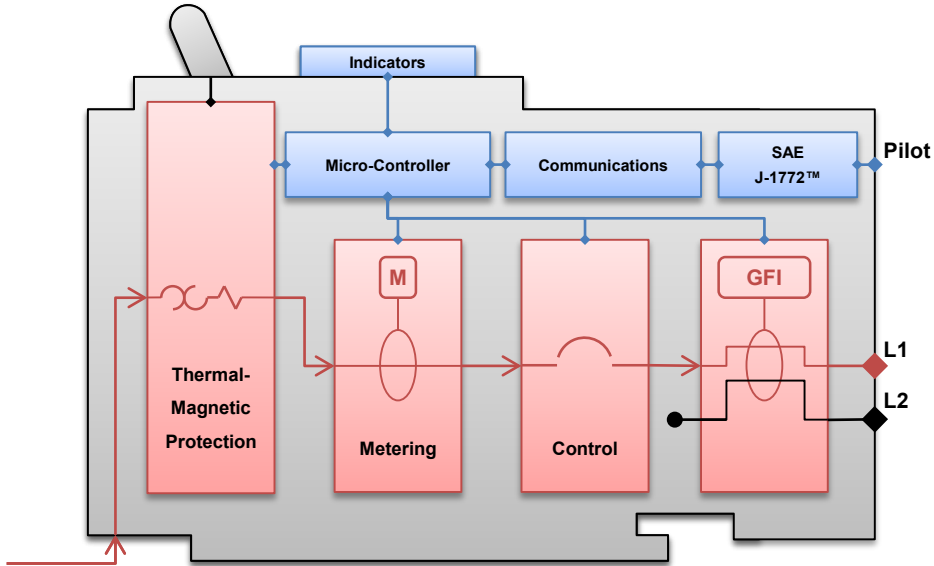 Indicators
Micro-Controller
Communications
SAE
J-1772™
Pilot
M
GFI
L1
L2
Thermal-
Magnetic
Protection
Metering
Control